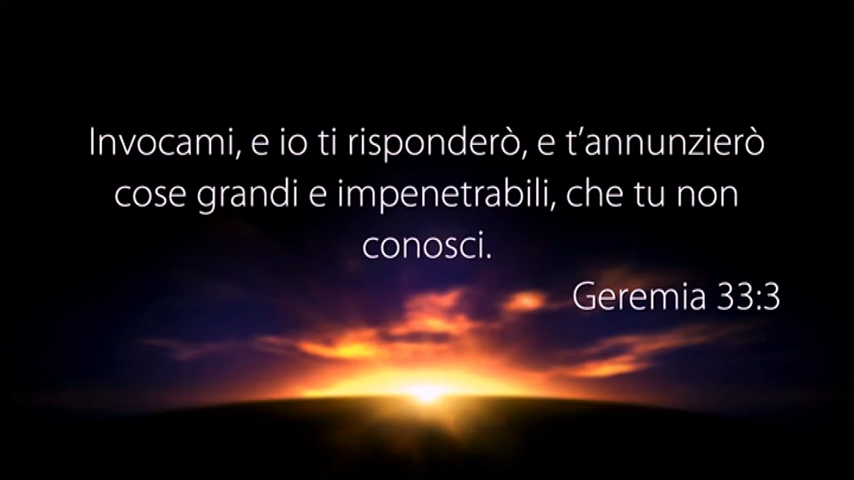 Invocami, e io ti risponderò, e t’annunzierò
cose grandi e impenetrabili, che tu non
conosci.
Geremia 33:3